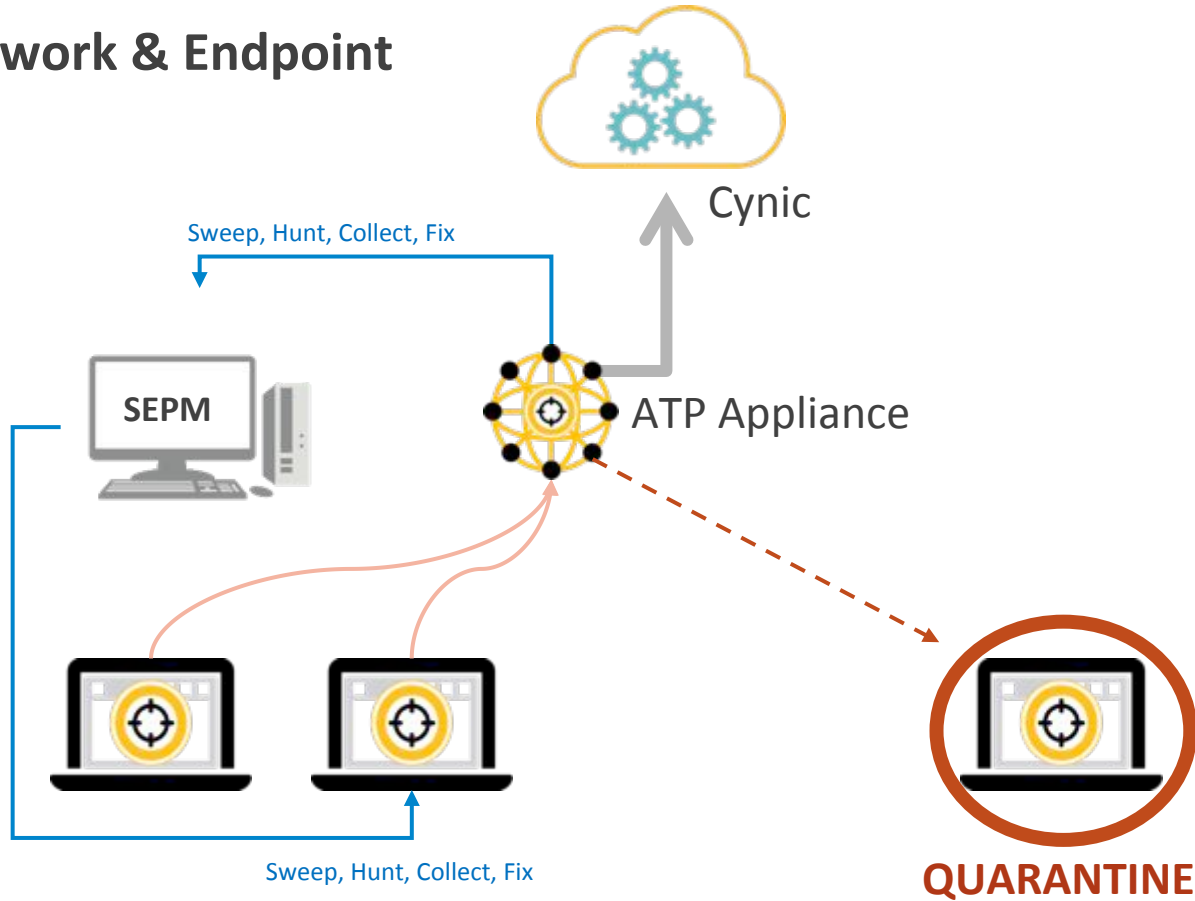 work & Endpoint
Cynic
Sweep, Hunt, Collect, Fix
SEPM
ATP Appliance
Sweep, Hunt, Collect, Fix
QUARANTINE